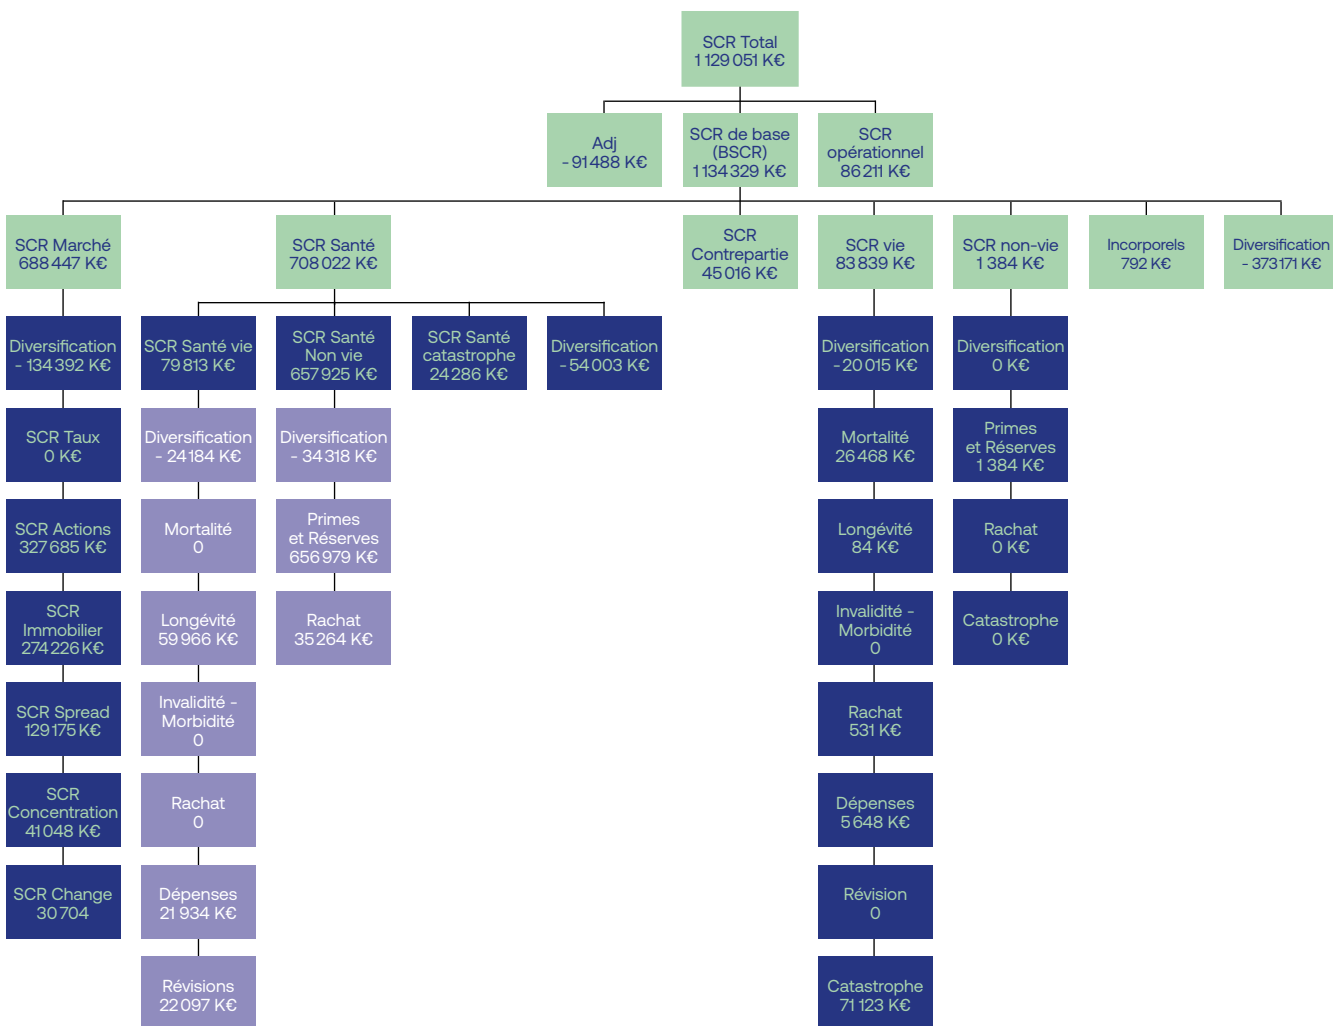 SCR Total
1 129 051 K€
Adj
- 91 488 K€
SCR de base
(BSCR)
1 134 329 K€
SCR
opérationnel
86 211 K€
SCR Marché
688 447 K€
SCR Santé
708 022 K€
SCR
Contrepartie
45 016 K€
SCR vie
83 839 K€
SCR non-vie
1 384 K€
Incorporels
792 K€
Diversification
- 373 171 K€
Diversification
- 134 392 K€
SCR Santé vie
79 813 K€
SCR Santé
Non vie
657 925 K€
SCR Santé
catastrophe
24 286 K€
Diversification
- 54 003 K€
Diversification
- 20 015 K€
Diversification
0 K€
SCR Taux
0 K€
Diversification
- 24 184 K€
Diversification
- 34 318 K€
Mortalité
26 468 K€
Primes
et Réserves
1 384 K€
SCR Actions
327 685 K€
Mortalité
0
Primes
et Réserves
656 979 K€
Longévité
84 K€
Rachat
0 K€
SCR
Immobilier
274 226 K€
Longévité
59 966 K€
Rachat
35 264 K€
Invalidité -
Morbidité
0
Catastrophe
0 K€
SCR Spread
129 175 K€
Invalidité -
Morbidité
0
Rachat
531 K€
SCR
Concentration
41 048 K€
Rachat
0
Dépenses
5 648 K€
SCR Change
30 704
Dépenses
21 934 K€
Révision
0
Révisions
22 097 K€
Catastrophe
71 123 K€